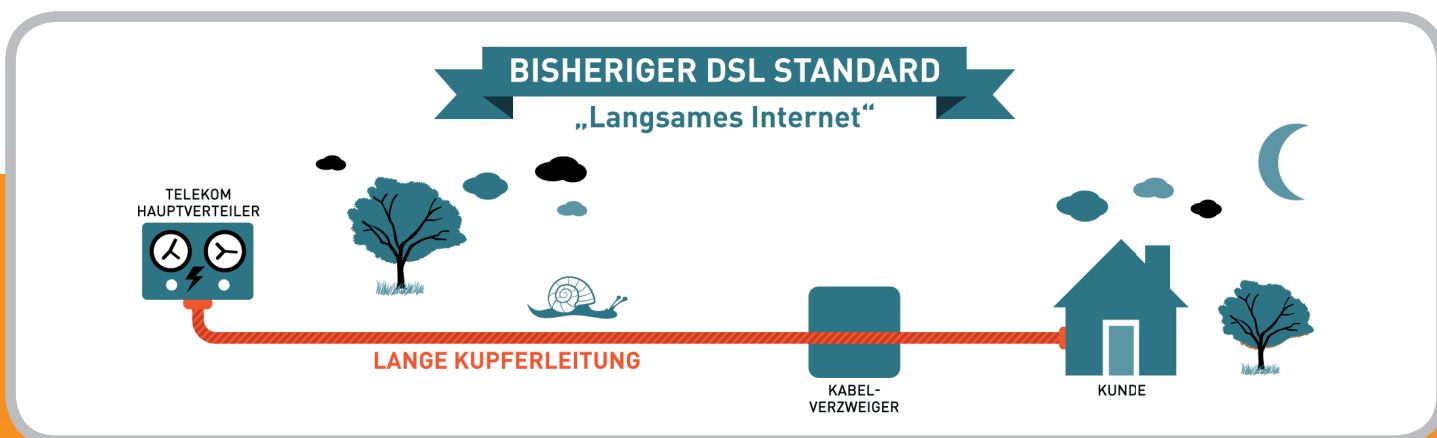 BISHERIGER DSL STANDARD
„Langsames Internet“
TELEKOM
HAUPTVERTEILER
LANGE KUPFERLEITUNG
KABEL-
VERZWEIGER
KUNDE